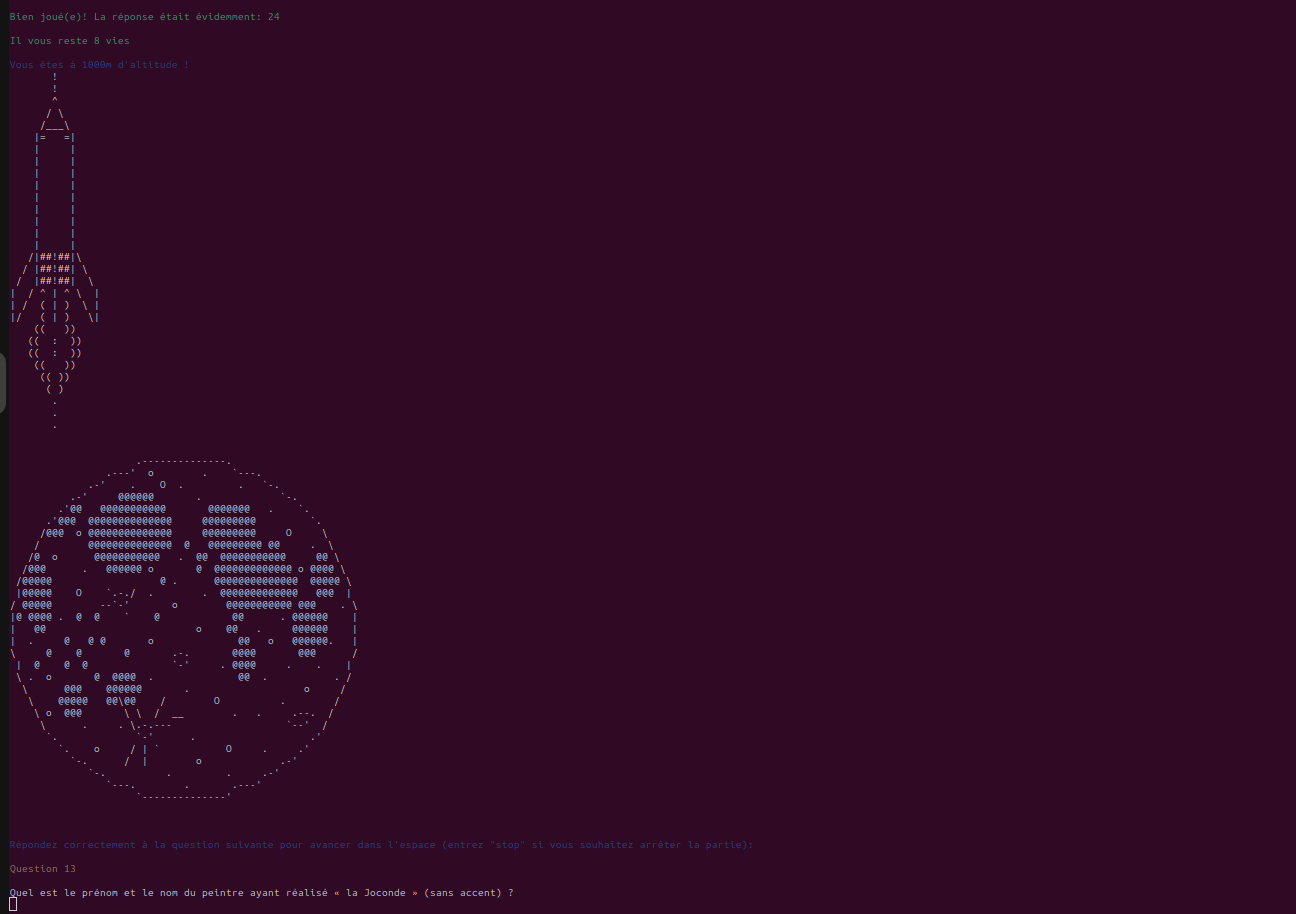 Bien joué(e)! La réponse était évidemment: 24
Il vous reste 8 vies
Vous êtes à 1000m d'altitude !
Répondez correctement à la question suivante pour avancer dans l'espace (entrez "stop" si vous souhaitez arrêter la partie):
Question 13
Quel est le prénom et le nom du peintre ayant réalisé « la Joconde » (sans accent) ?